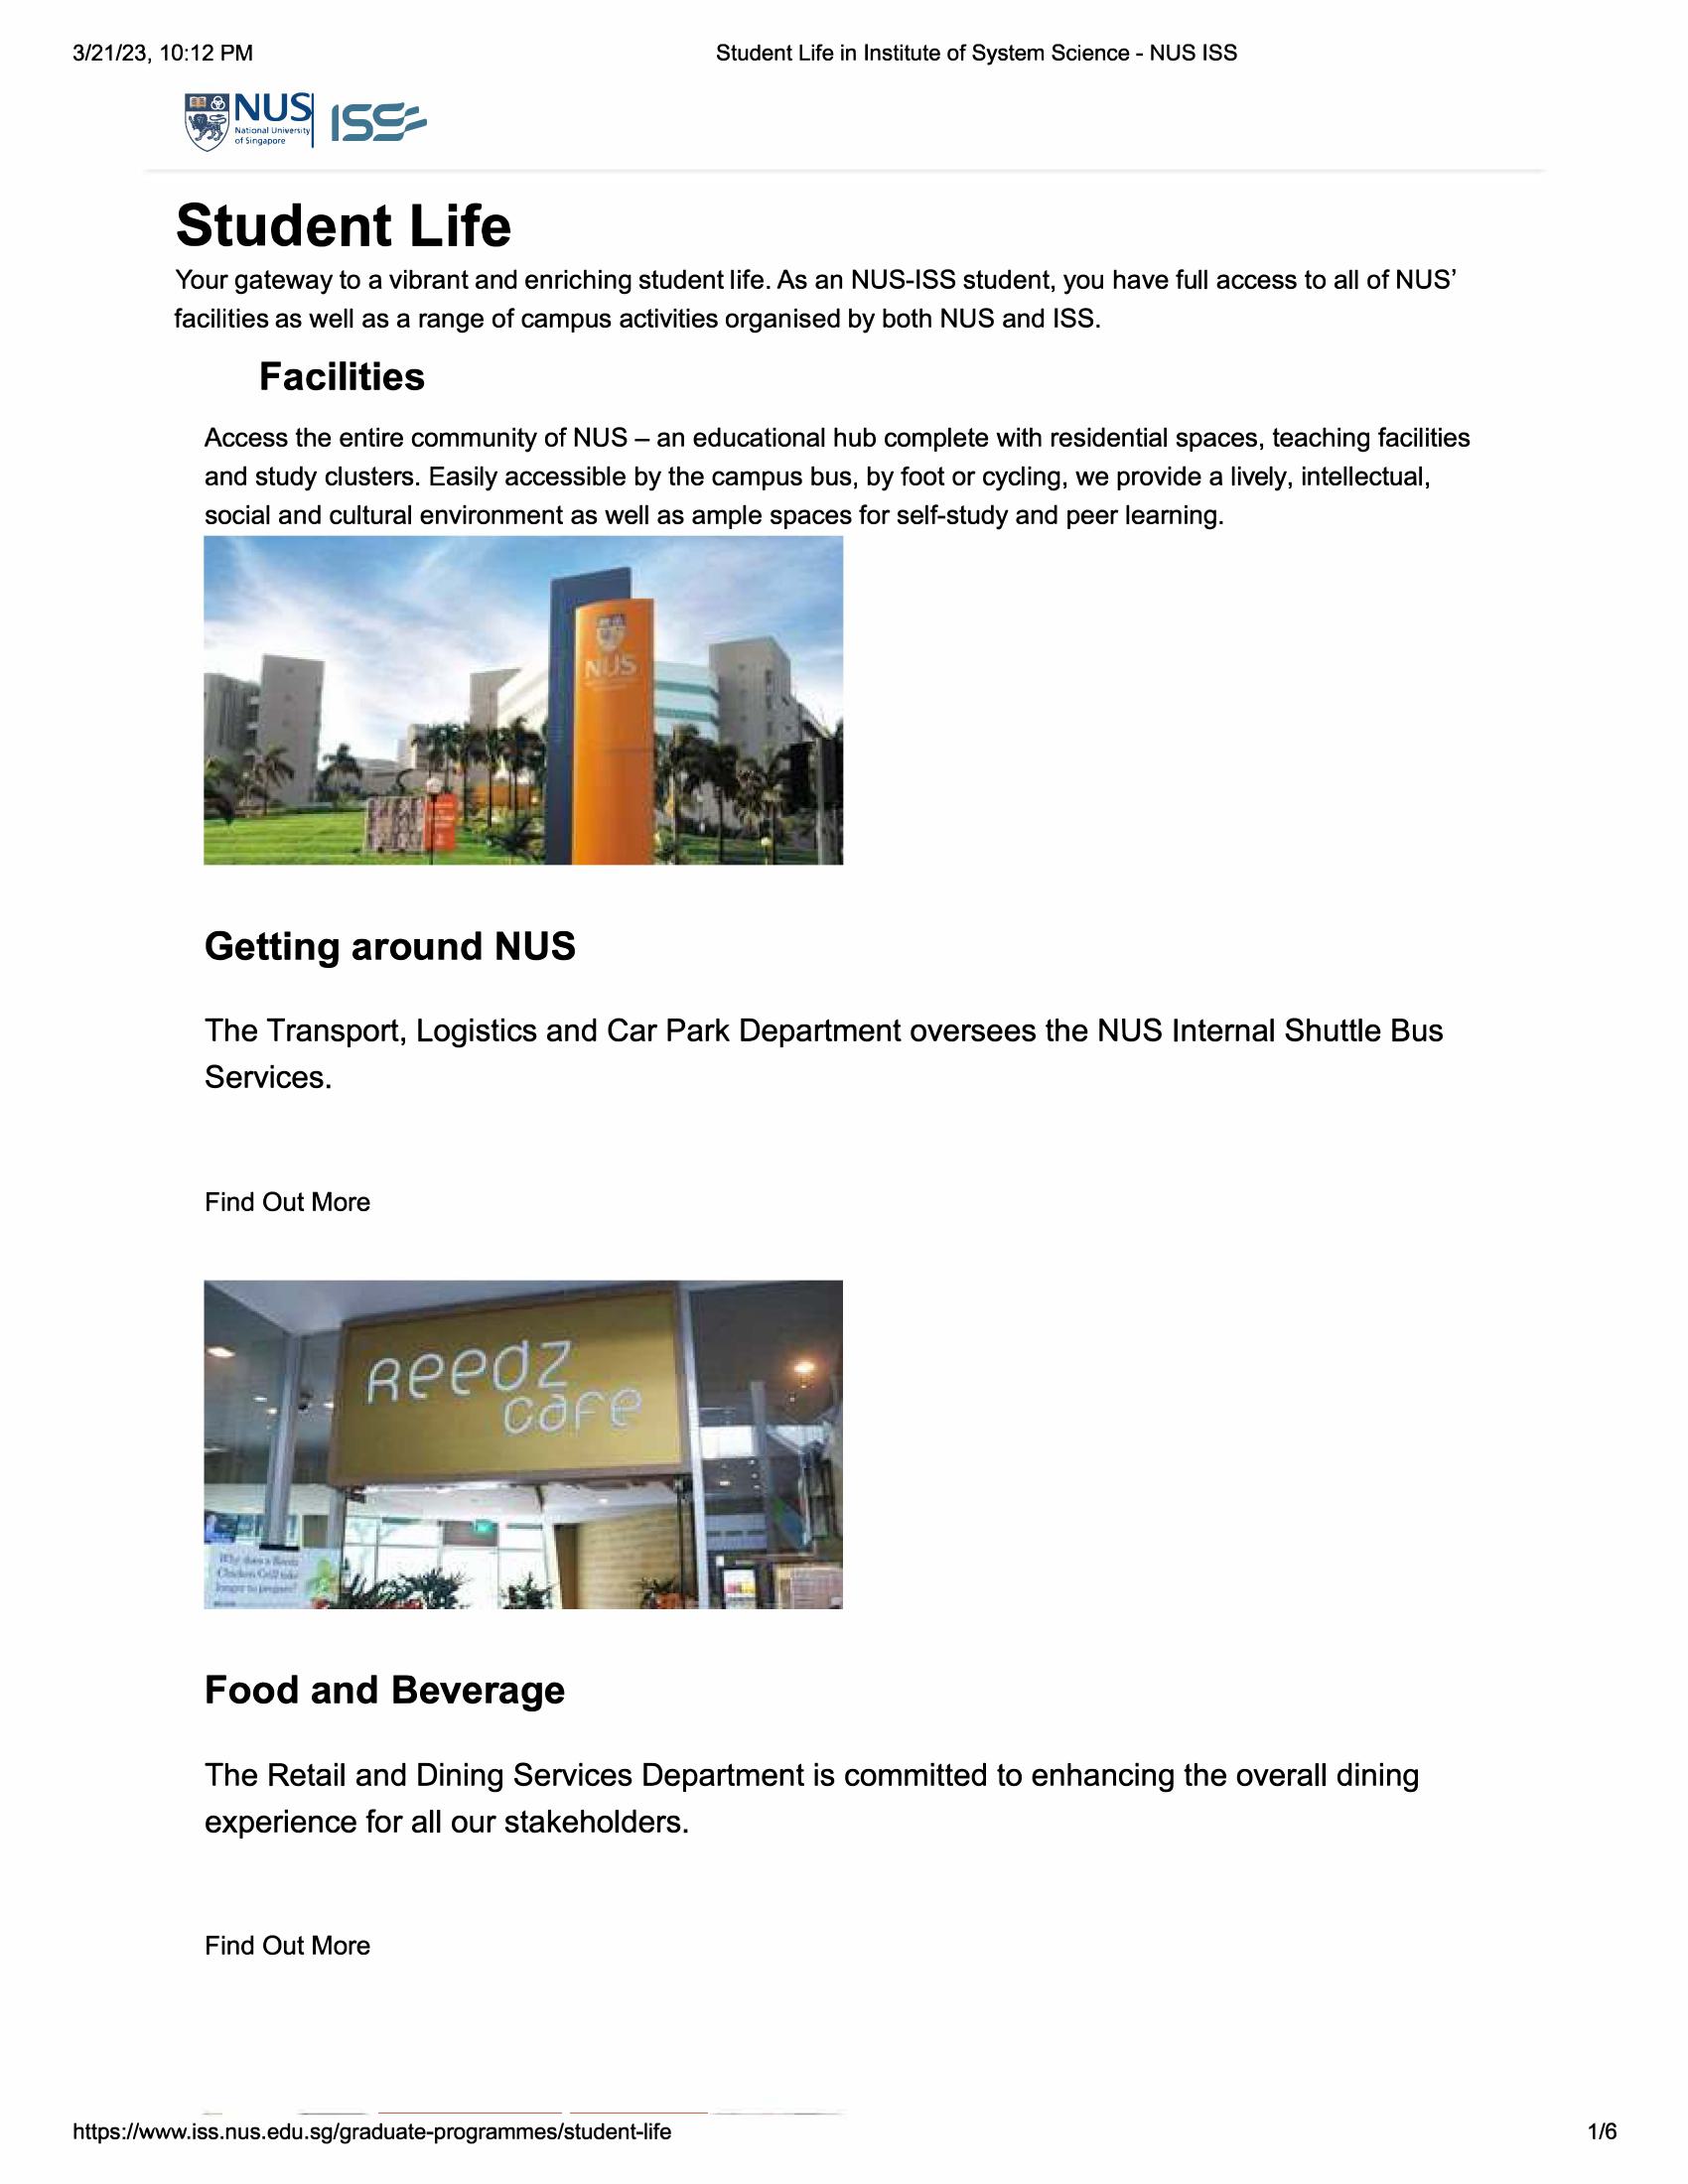 3/21/23, 10:12 PM
Student Life in Institute of System Science - NUS ISS
NUS
National University
of Singapore
ISS
Student Life
Your gateway to a vibrant and enriching student life. As an NUS-ISS student, you have full access to all of NUS’
facilities as well as a range of campus activities organised by both NUS and ISS.
Facilities
Access the entire community of NUS – an educational hub complete with residential spaces, teaching facilities
and study clusters. Easily accessible by the campus bus, by foot or cycling, we provide a lively, intellectual,
social and cultural environment as well as ample spaces for self-study and peer learning.
NUS
Getting around NUS
The Transport, Logistics and Car Park Department oversees the NUS Internal Shuttle Bus
Services.
Find Out More
Reedz
cafe
Why does a Reedz
Chicken Grill take
longer to prepare?
Food and Beverage
The Retail and Dining Services Department is committed to enhancing the overall dining
experience for all our stakeholders.
Find Out More
https://www.iss.nus.edu.sg/graduate-programmes/student-life
1/6